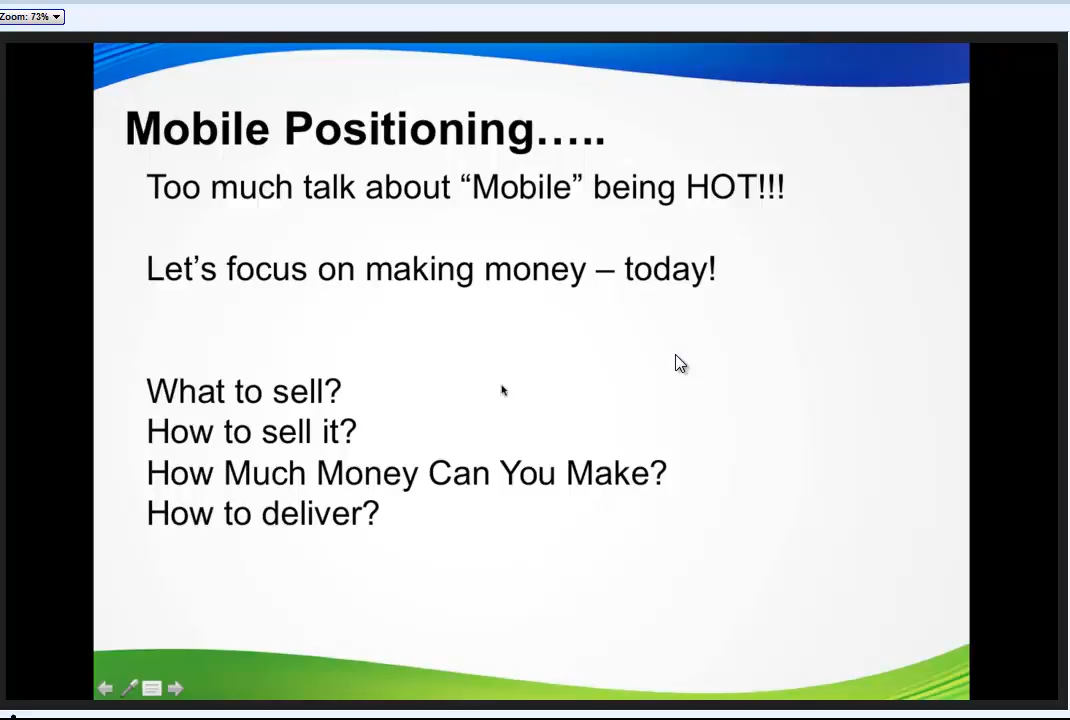 Zoom: 73%
Mobile Positioning…..
Too much talk about “Mobile” being HOT!!!
Let’s focus on making money – today!
What to sell?
How to sell it?
How Much Money Can You Make?
How to deliver?